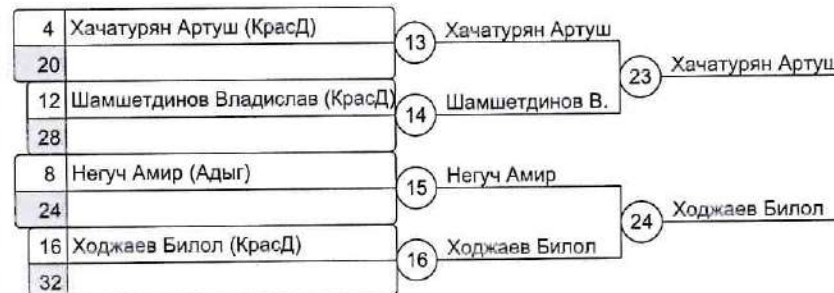 4 Хачатурян Артуш (КрасД)
20
12 Шамшетдинов Владислав (КрасД)
28
8 Негуч Амир (Адыг)
24
16 Ходжаев Билол (КрасД)
32
13 Хачатурян Артуш
14 Шамшетдинов В.
15 Негуч Амир
16 Ходжаев Билол
23 Хачатурян Артуш
24 Ходжаев Билол